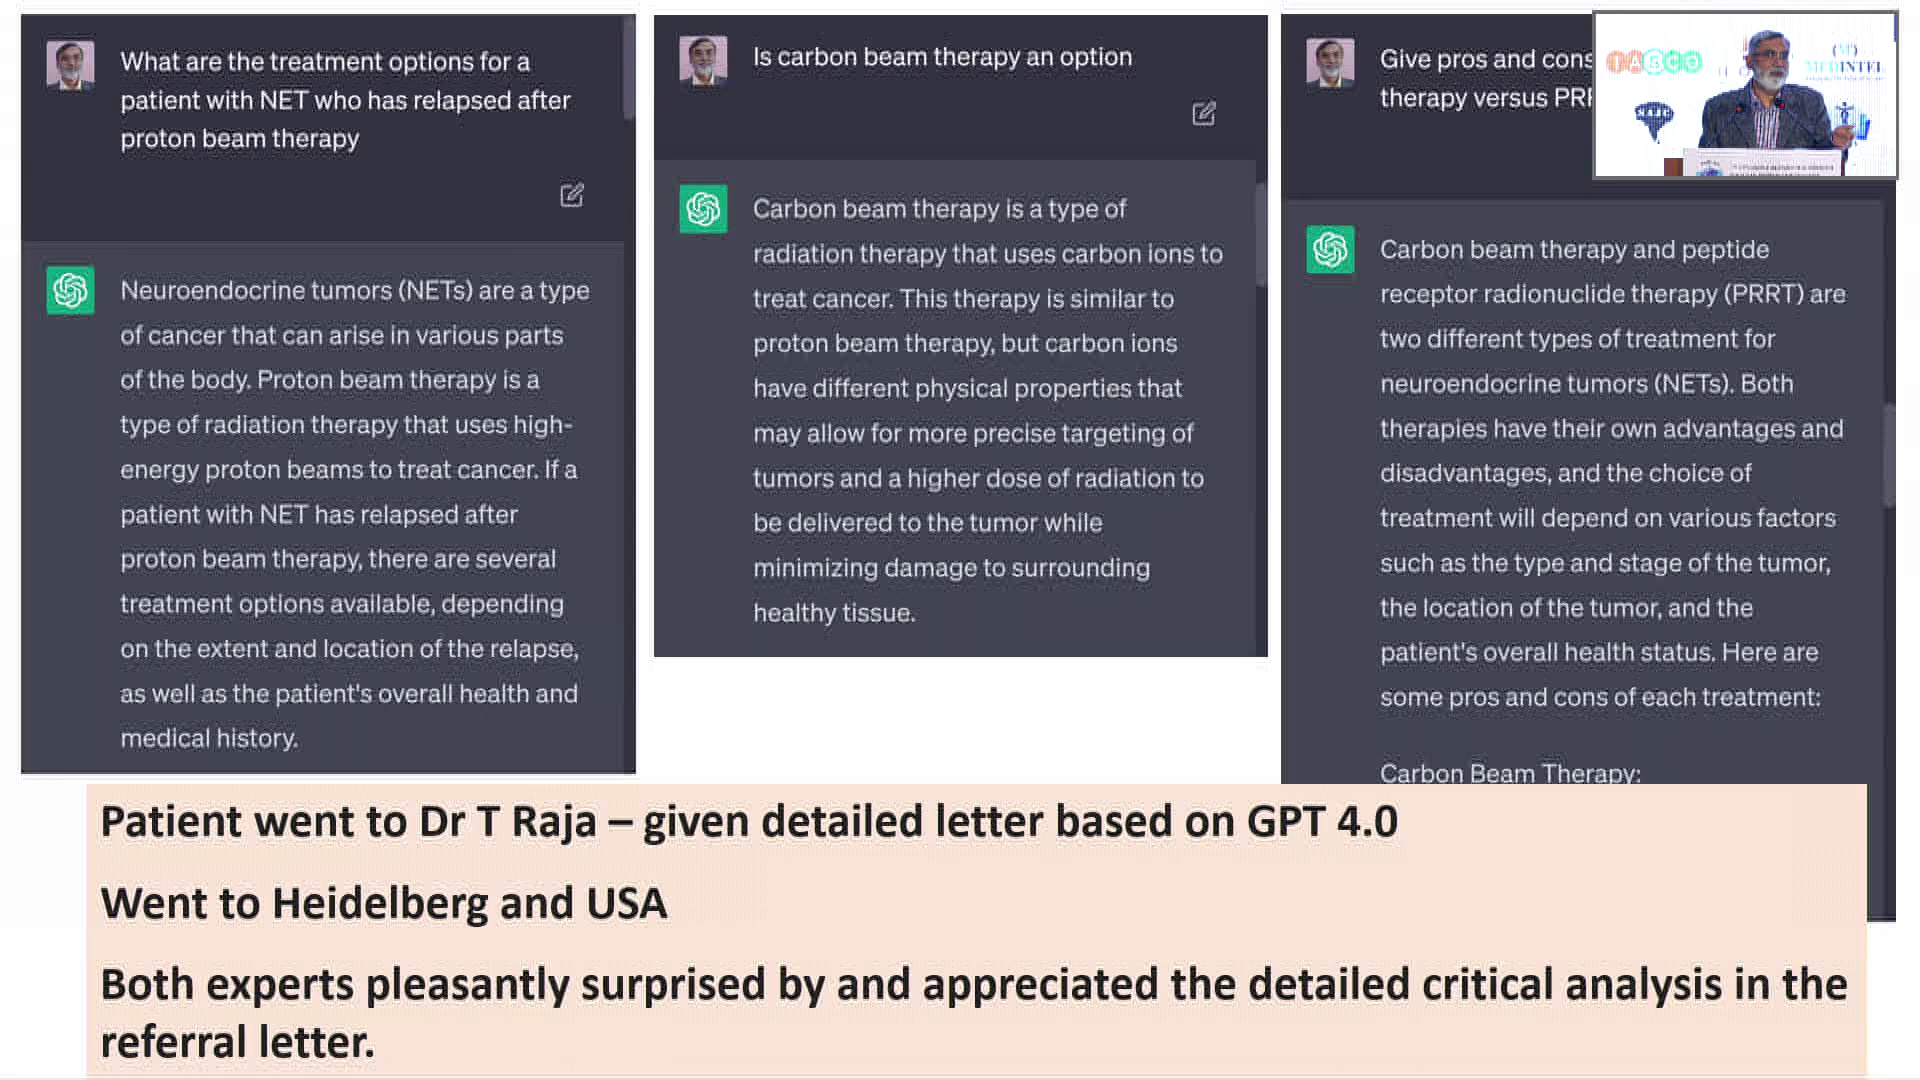 What are the treatment options for a
patient with NET who has relapsed after
proton beam therapy
Neuroendocrine tumors (NETs) are a type
of cancer that can arise in various parts
of the body. Proton beam therapy is a
type of radiation therapy that uses high-
energy proton beams to treat cancer. If a
patient with NET has relapsed after
proton beam therapy, there are several
treatment options available, depending
on the extent and location of the relapse,
as well as the patient's overall health and
medical history.
Is carbon beam therapy an option
Carbon beam therapy is a type of
radiation therapy that uses carbon ions to
treat cancer. This therapy is similar to
proton beam therapy, but carbon ions
have different physical properties that
may allow for more precise targeting of
tumors and a higher dose of radiation to
be delivered to the tumor while
minimizing damage to surrounding
healthy tissue.
Give pros and cons
therapy versus
TASCT
(M)
MEDINTEL
Carbon beam therapy and peptide
receptor radionuclide therapy (PRRT) are
two different types of treatment for
neuroendocrine tumors (NETs). Both
therapies have their own advantages and
disadvantages, and the choice of
treatment will depend on various factors
such as the type and stage of the tumor,
the location of the tumor, and the
patient's overall health status. Here are
some pros and cons of each treatment:
Carbon Beam Therapy:
Patient went to Dr T Raja – given detailed letter based on GPT 4.0
Went to Heidelberg and USA
Both experts pleasantly surprised by and appreciated the detailed critical analysis in the
referral letter.